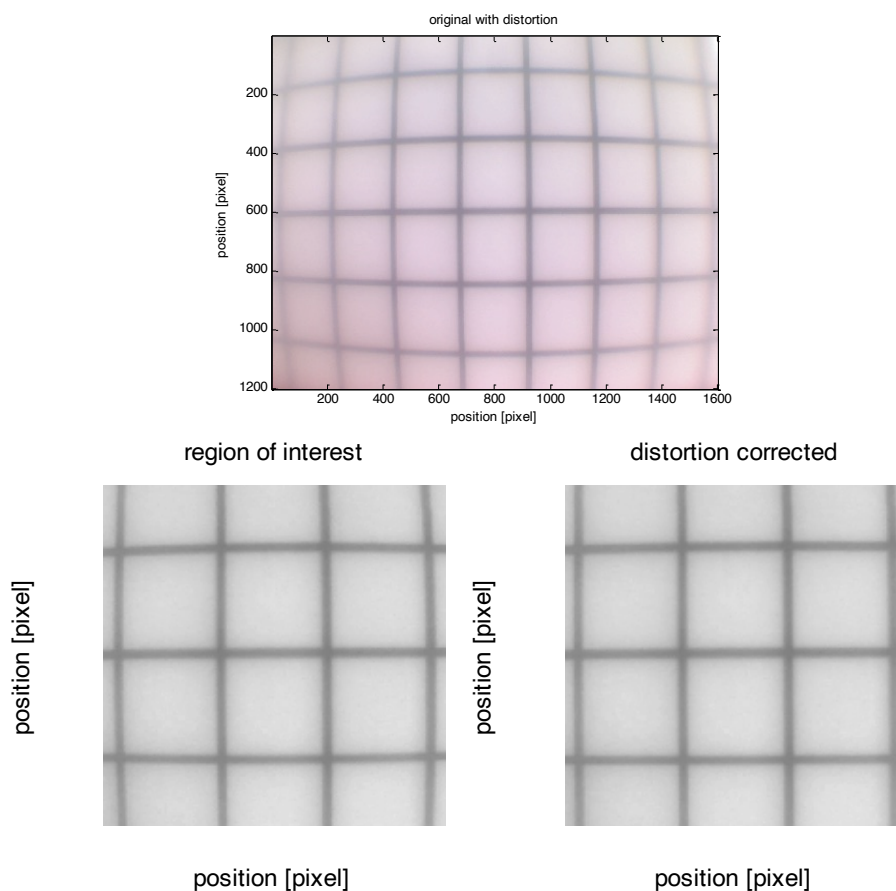 original with distortion
position [pixel]
200
400
600
800
1000
1200
200 400 600 800 1000 1200 1400 1600
position [pixel]
region of interest
distortion corrected
position [pixel]
position [pixel]
position [pixel]
position [pixel]